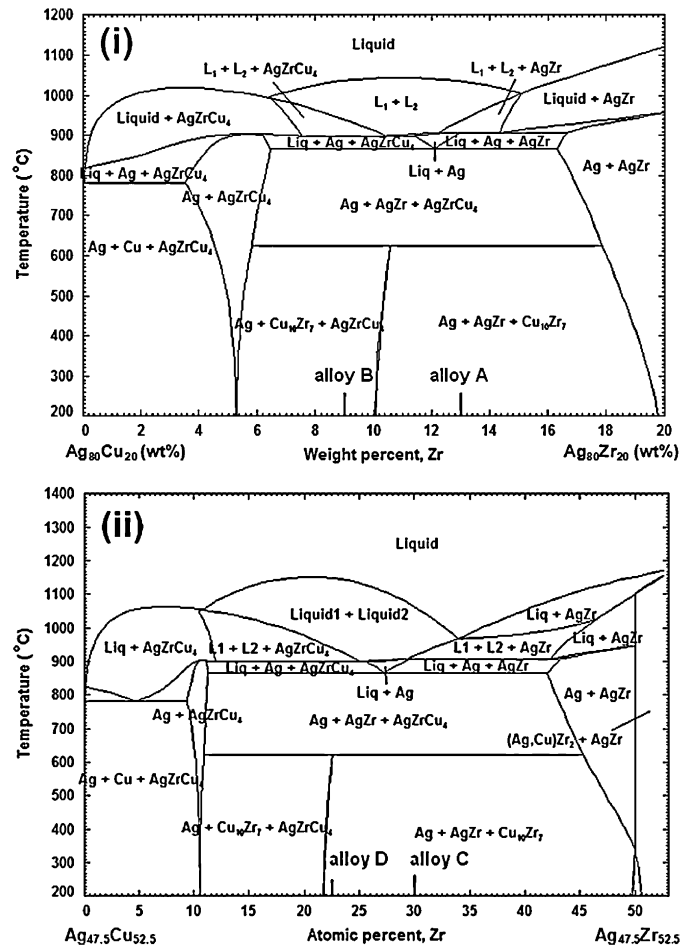 (i)
1200
1100
1000
900
800
700
600
500
400
300
200
Temperature (°C)
Liquid
L₁ + L₂ + AgZrCu₄
L₁ + L₂ + AgZr
L₁ + L₂
Liquid + AgZrCu₄
Liquid + AgZr
Liq + Ag + AgZrCu₄
Liq + Ag + AgZr
Liq + Ag + AgZrCu₄
Liq + Ag
Ag + AgZr
Ag + AgZrCu₄
Ag + AgZr + AgZrCu₄
Ag + Cu + AgZrCu₄
Ag + Cu₁₀Zr₇ + AgZrCu₄
Ag + AgZr + Cu₁₀Zr₇
alloy B
alloy A
0 2 4 6 8 10 12 14 16 18 20
Ag₈₀Cu₂₀ (wt%)
Weight percent, Zr
Ag₈₀Zr₂₀ (wt%)
(ii)
1400
1300
1200
1100
1000
900
800
700
600
500
400
300
200
Temperature (°C)
Liquid
Liquid1 + Liquid2
Liq + AgZr
Liq + AgZrCu₄
L1 + L2 + AgZrCu₄
L1 + L2 + AgZr
Liq + AgZr
Liq + Ag + AgZrCu₄
Liq + Ag + AgZr
Liq + Ag
Ag + AgZr
Ag + AgZrCu₄
Ag + AgZr + AgZrCu₄
(Ag,Cu)Zr₂ + AgZr
Ag + Cu + AgZrCu₄
Ag + Cu₁₀Zr₇ + AgZrCu₄
Ag + AgZr + Cu₁₀Zr₇
alloy D
alloy C
0 5 10 15 20 25 30 35 40 45 50
Ag₄₇.₅Cu₅₂.₅
Atomic percent, Zr
Ag₄₇.₅Zr₅₂.₅